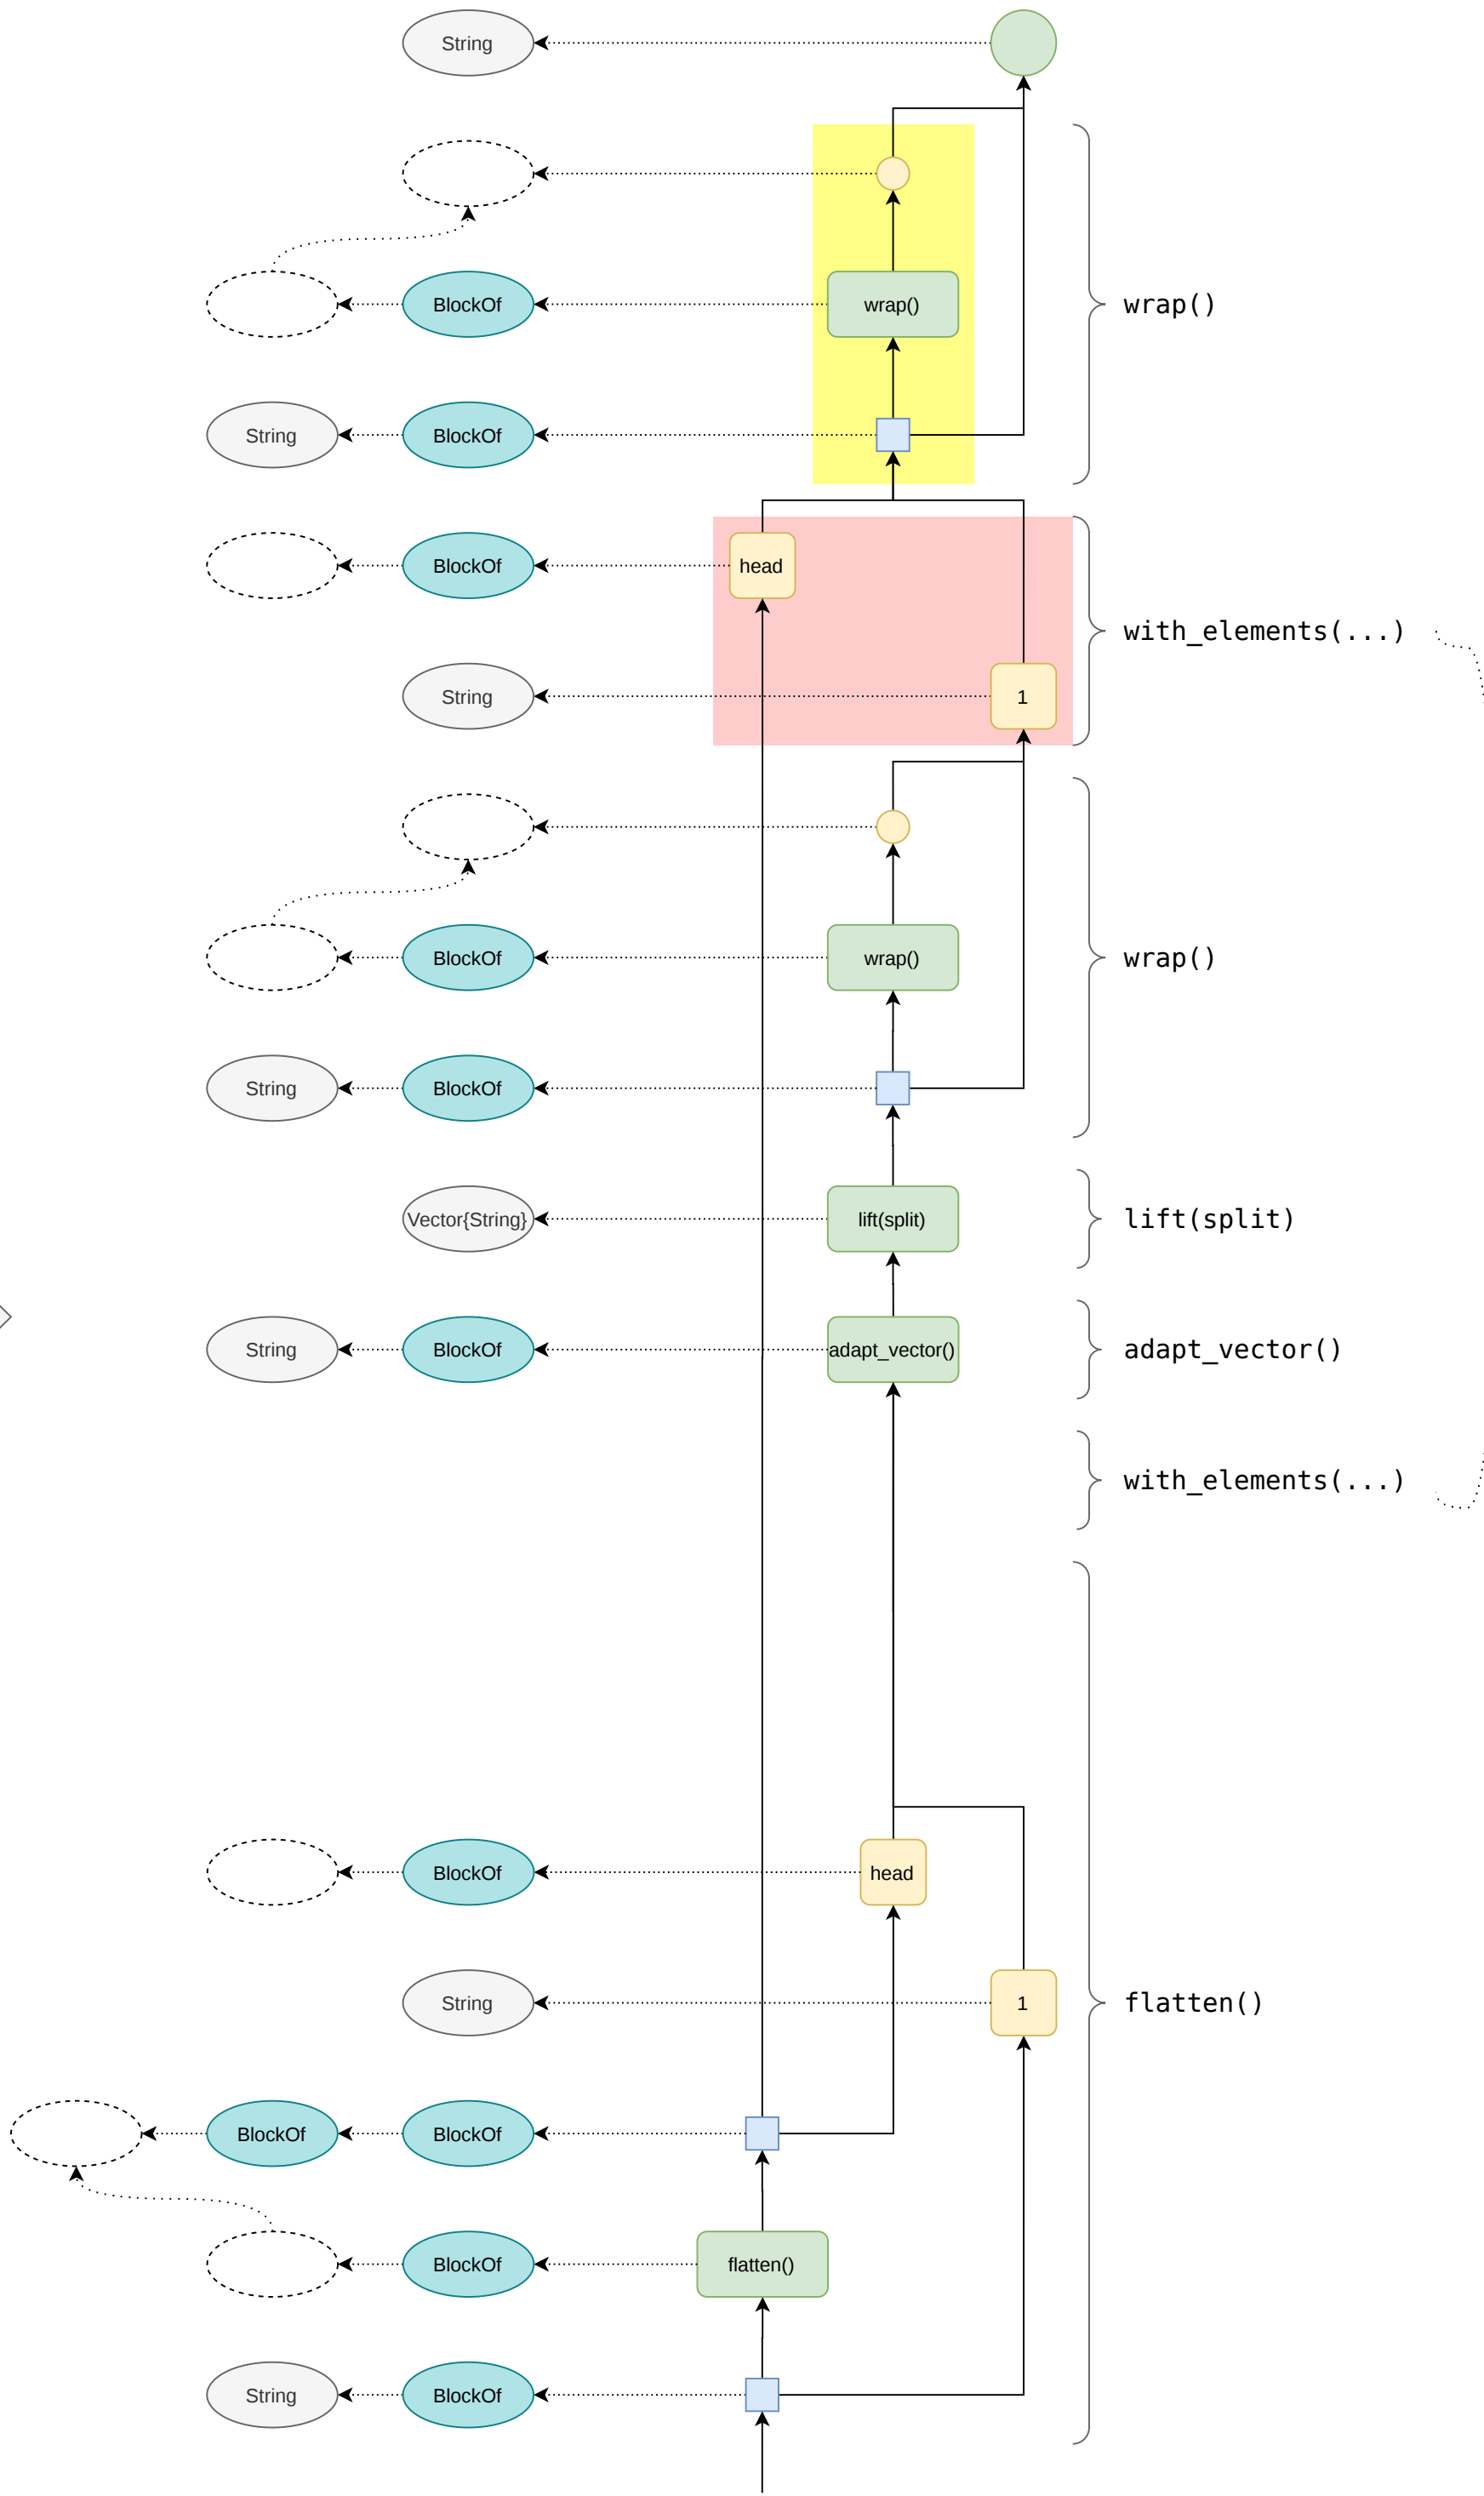 String
BlockOf
wrap()
wrap()
String
BlockOf
BlockOf
head
with_elements(...)
String
1
BlockOf
wrap()
wrap()
String
BlockOf
Vector{String}
lift(split)
lift(split)
String
BlockOf
adapt_vector()
adapt_vector()
with_elements(...)
BlockOf
head
String
1
flatten()
BlockOf
BlockOf
BlockOf
flatten()
String
BlockOf